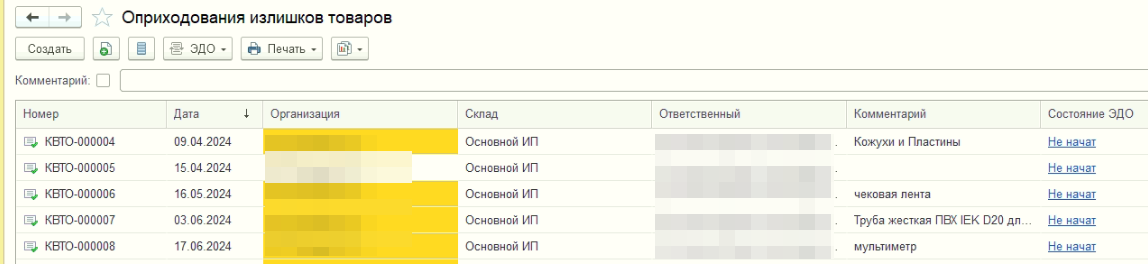 Оприходования излишков товаров
Создать ЭДО Печать
Комментарий:
Номер Дата ↓ Организация Склад Ответственный Комментарий Состояние ЭДО
КВТО-000004 09.04.2024 Основной ИП . Кожухи и Пластины Не начат
КВТО-000005 15.04.2024 Основной ИП . Не начат
КВТО-000006 16.05.2024 Основной ИП . чековая лента Не начат
КВТО-000007 03.06.2024 Основной ИП . Труба жесткая ПВХ IEK D20 дл... Не начат
КВТО-000008 17.06.2024 Основной ИП . мультиметр Не начат